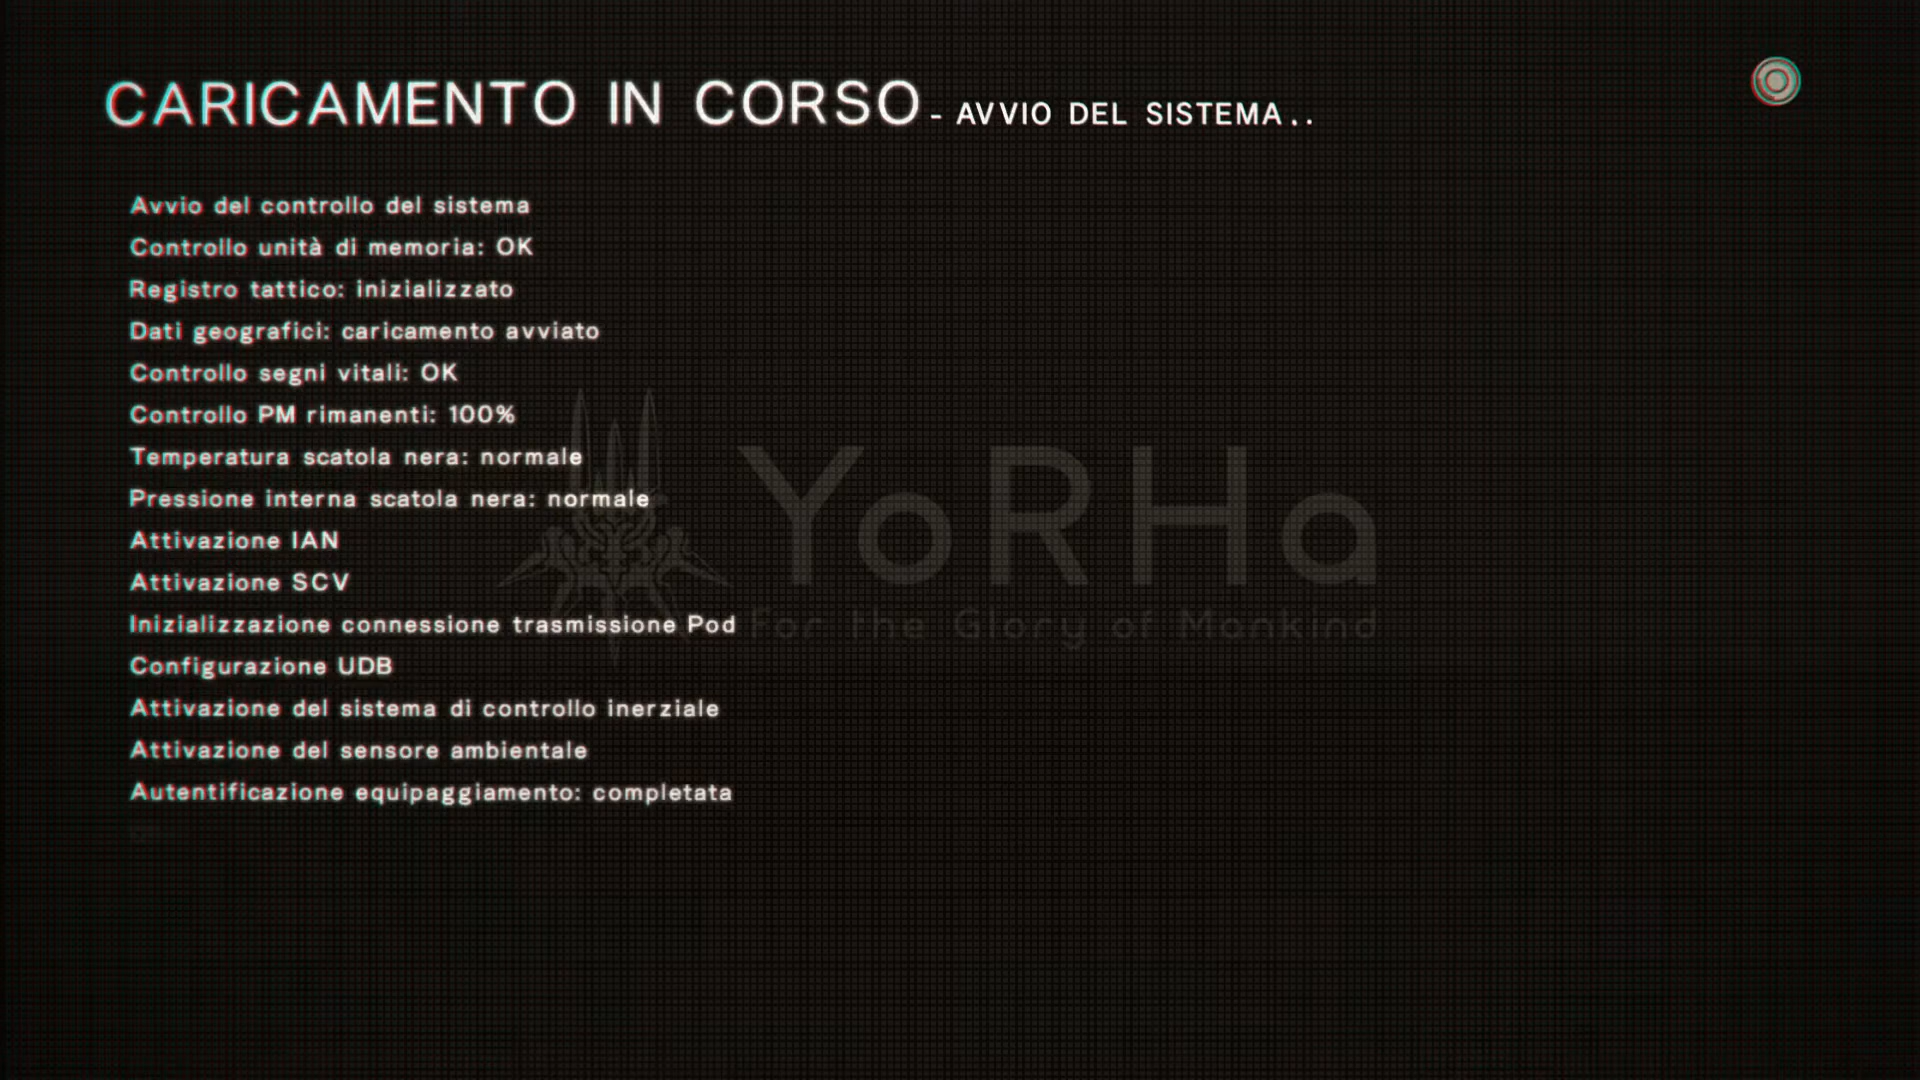 CARICAMENTO IN CORSO - AVVIO DEL SISTEMA..
Avvio del controllo del sistema
Controllo unità di memoria: OK
Registro tattico: inizializzato
Dati geografici: caricamento avviato
Controllo segni vitali: OK
Controllo PM rimanenti: 100%
Temperatura scatola nera: normale
Pressione interna scatola nera: normale
Attivazione IAN
Attivazione SCV
Inizializzazione connessione trasmissione Pod
Configurazione UDB
Attivazione del sistema di controllo inerziale
Attivazione del sensore ambientale
Autentificazione equipaggiamento: completata
YoRHa
For the Glory of Mankind